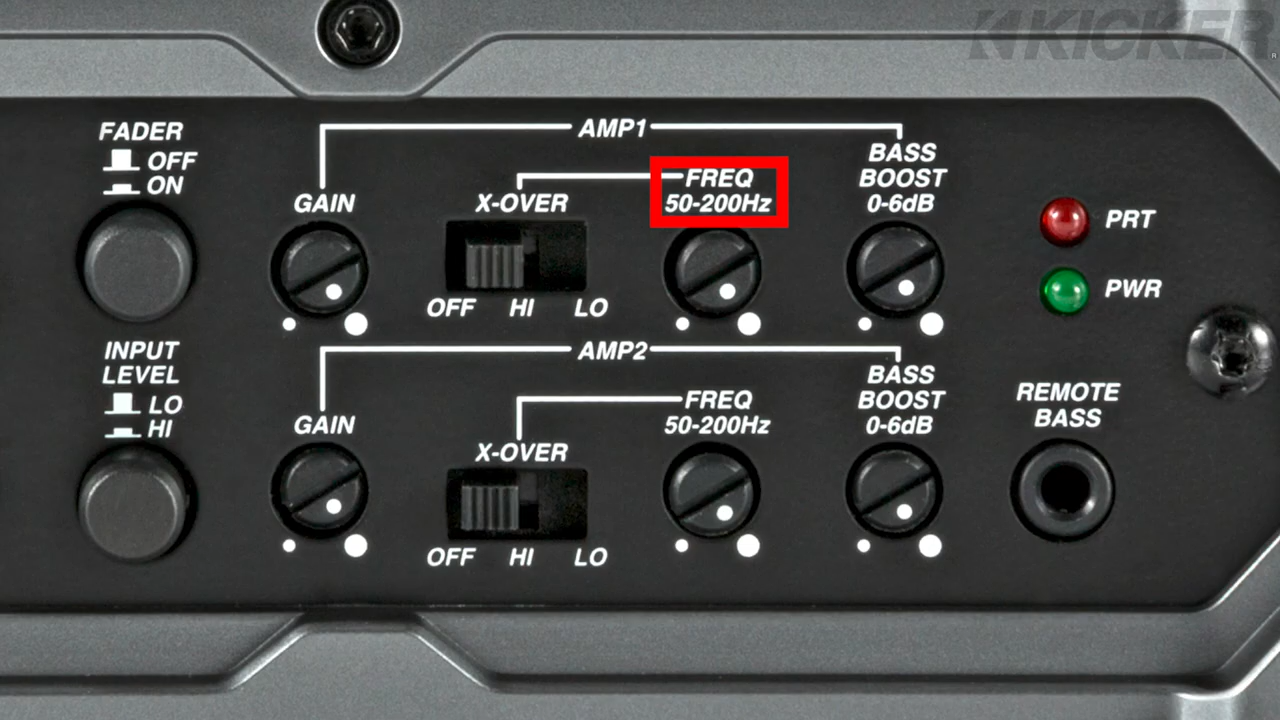 KICKER
FADER
OFF
ON
AMP1
GAIN
X-OVER
OFF HI LO
FREQ
50-200Hz
BASS
BOOST
0-6dB
PRT
PWR
INPUT
LEVEL
LO
HI
AMP2
GAIN
X-OVER
OFF HI LO
FREQ
50-200Hz
BASS
BOOST
0-6dB
REMOTE
BASS